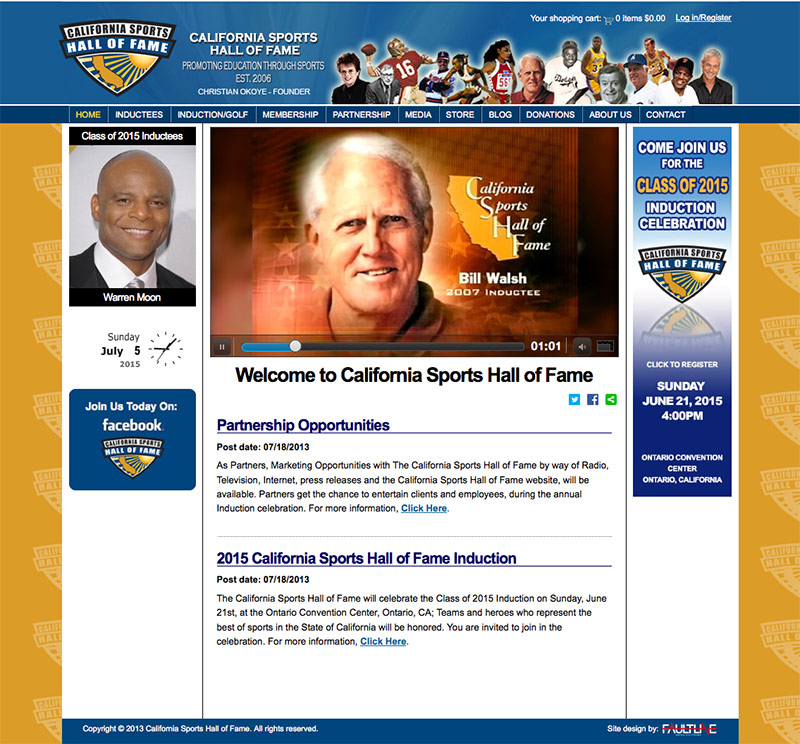 Your shopping cart: 0 items $0.00 Log in/Register
CALIFORNIA SPORTS
HALL OF FAME
CALIFORNIA SPORTS
HALL OF FAME
PROMOTING EDUCATION THROUGH SPORTS
EST. 2006
CHRISTIAN OKOYE - FOUNDER
16
56
Dodgers
HOME INDUCTEES INDUCTION/GOLF MEMBERSHIP PARTNERSHIP MEDIA STORE BLOG DONATIONS ABOUT US CONTACT
Class of 2015 Inductees
Warren Moon
Sunday
July 5
2015
Join Us Today On:
facebook
CALIFORNIA SPORTS
HALL OF FAME
California
Sports
Hall of
Fame
Bill Walsh
2007 INDUCTEE
01:01
Welcome to California Sports Hall of Fame
Partnership Opportunities
Post date: 07/18/2013
As Partners, Marketing Opportunities with The California Sports Hall of Fame by way of Radio,
Television, Internet, press releases and the California Sports Hall of Fame website, will be
available. Partners get the chance to entertain clients and employees, during the annual
Induction celebration. For more information, Click Here.
2015 California Sports Hall of Fame Induction
Post date: 07/18/2013
The California Sports Hall of Fame will celebrate the Class of 2015 Induction on Sunday, June
21st, at the Ontario Convention Center, Ontario, CA; Teams and heroes who represent the
best of sports in the State of California will be honored. You are invited to join in the
celebration. For more information, Click Here.
COME JOIN US
FOR THE
CLASS OF 2015
INDUCTION
CELEBRATION
CALIFORNIA SPORTS
HALL OF FAME
CLICK TO REGISTER
SUNDAY
JUNE 21, 2015
4:00PM
ONTARIO CONVENTION
CENTER
ONTARIO, CALIFORNIA
Copyright © 2013 California Sports Hall of Fame. All rights reserved.
Site design by: FAULTLINE